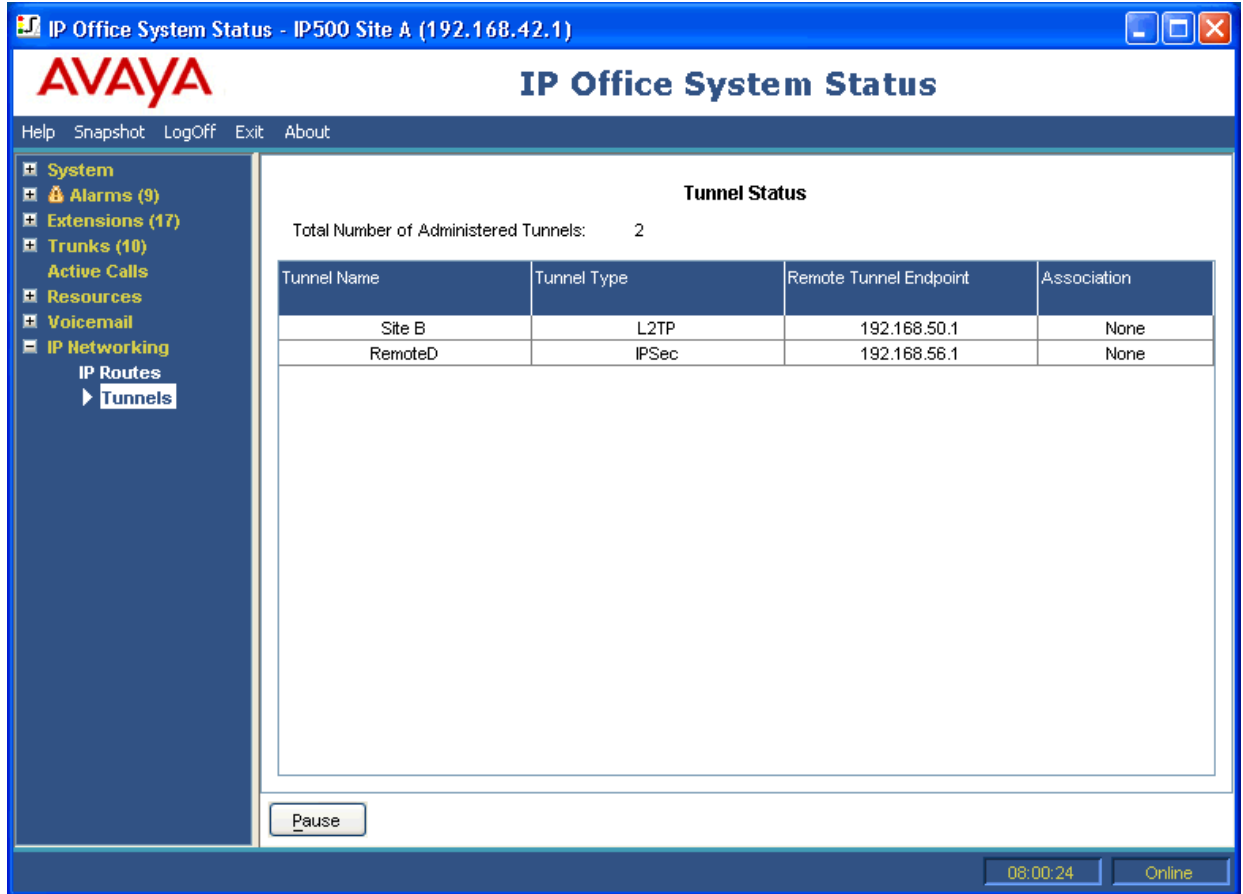 IP Office System Status - IP500 Site A (192.168.42.1)
AVAYA
IP Office System Status
Help Snapshot LogOff Exit About
System
Alarms (9)
Extensions (17)
Trunks (10)
Active Calls
Resources
Voicemail
IP Networking
IP Routes
Tunnels
Tunnel Status
Total Number of Administered Tunnels: 2
Tunnel Name Tunnel Type Remote Tunnel Endpoint Association
Site B L2TP 192.168.50.1 None
RemoteD IPSec 192.168.56.1 None
Pause
08:00:24 Online